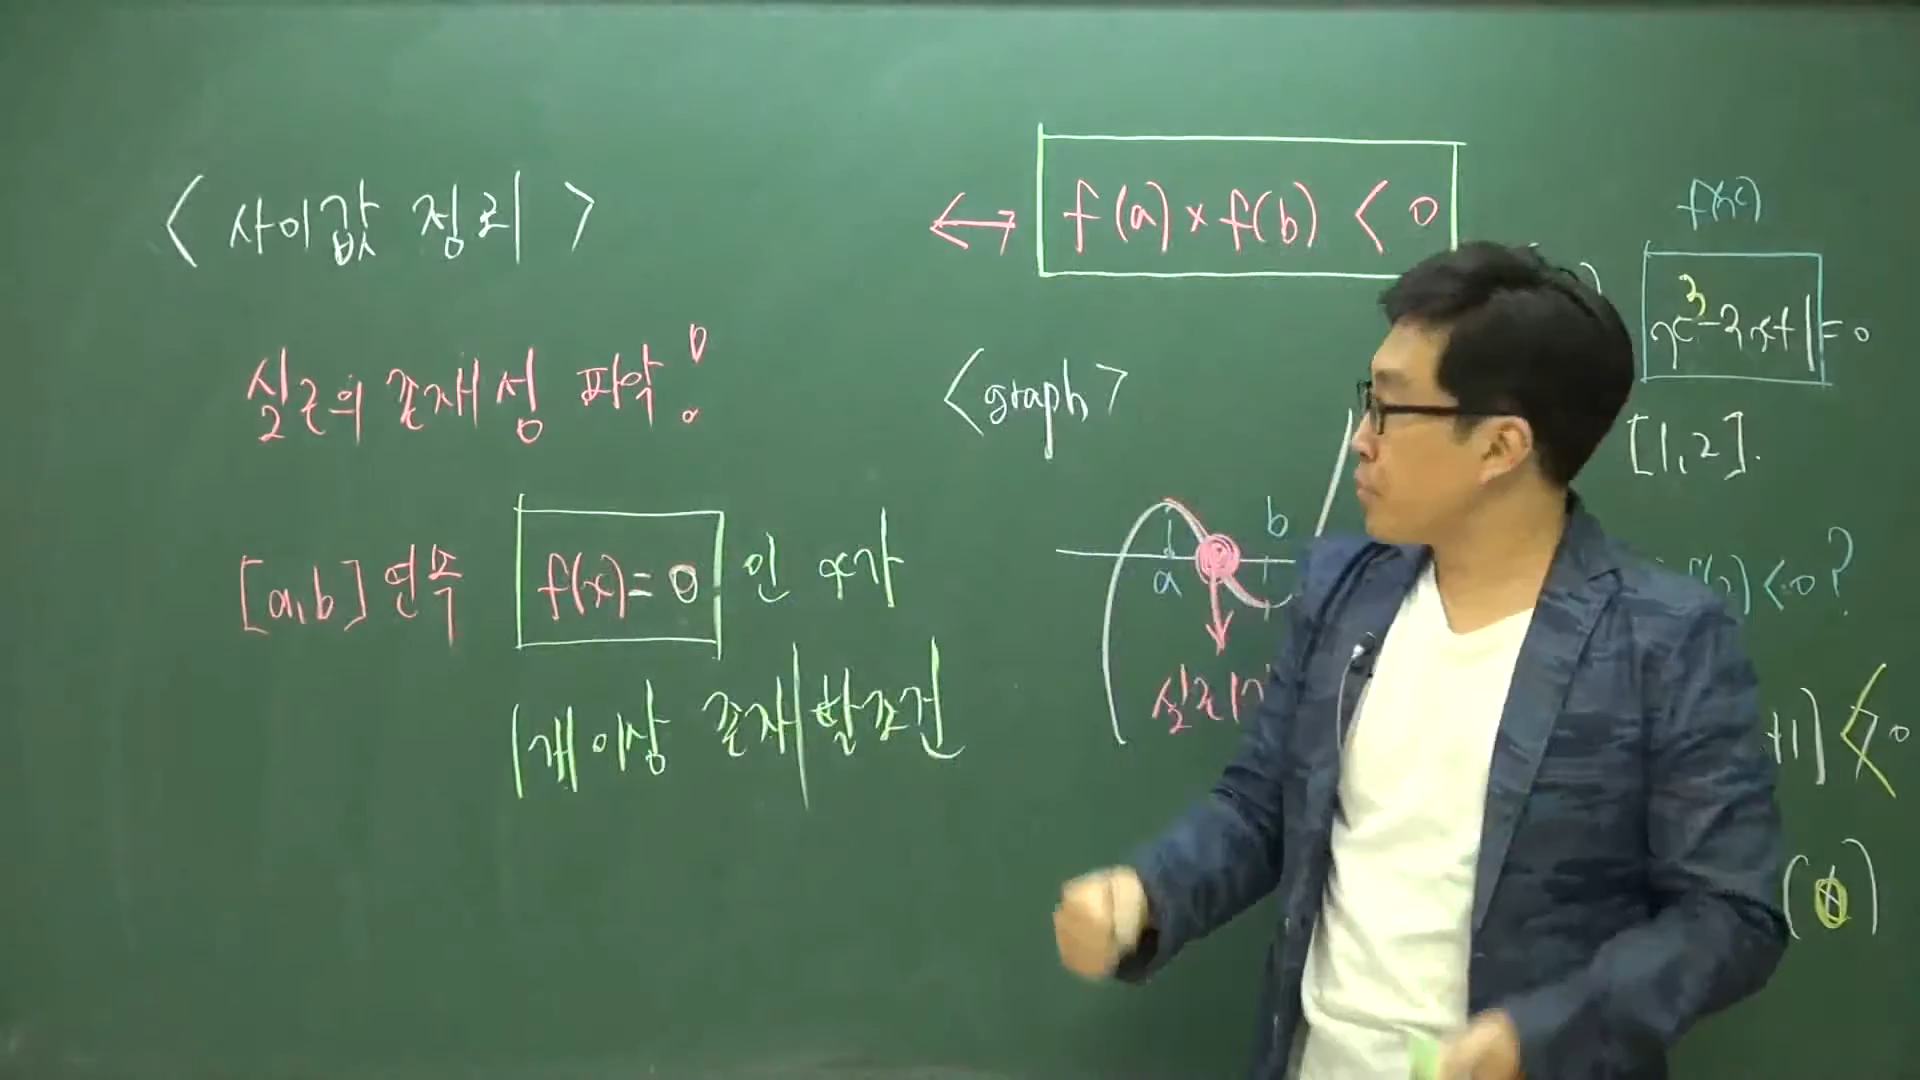 < 사이값 정리 >
실근의 존재성 파악!
[a,b] 연속 f(x)=0 인 x가
1개 이상 존재할 조건
↔ f(a)×f(b) < 0
<graph>
a b
실근
f(x)
x³-3x+1=0
[1,2].
<0?
+1) <0